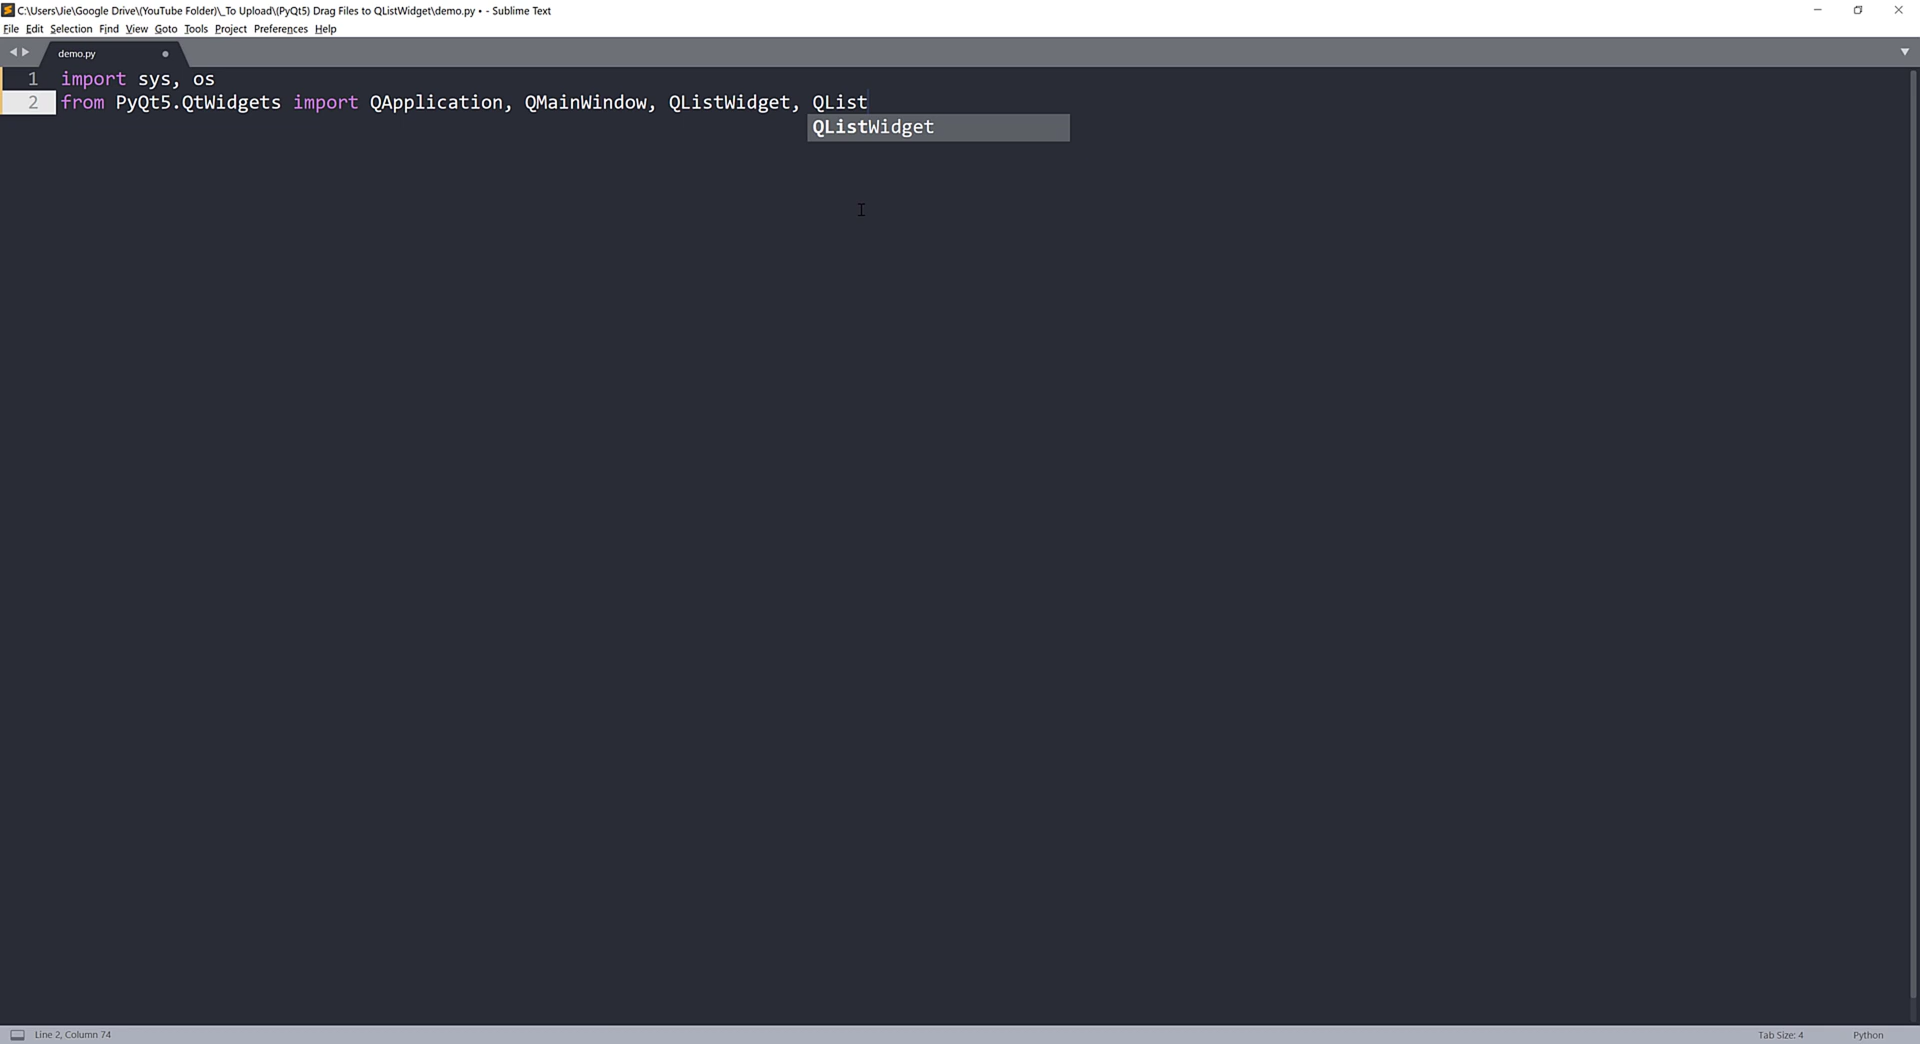 C:\Users\Jie\Google Drive\(YouTube Folder)\_To Upload\(PyQt5) Drag Files to QListWidget\demo.py • - Sublime Text
File Edit Selection Find View Goto Tools Project Preferences Help
demo.py
1 import sys, os
2 from PyQt5.QtWidgets import QApplication, QMainWindow, QListWidget, QList
QListWidget
Line 2, Column 74
Tab Size: 4
Python